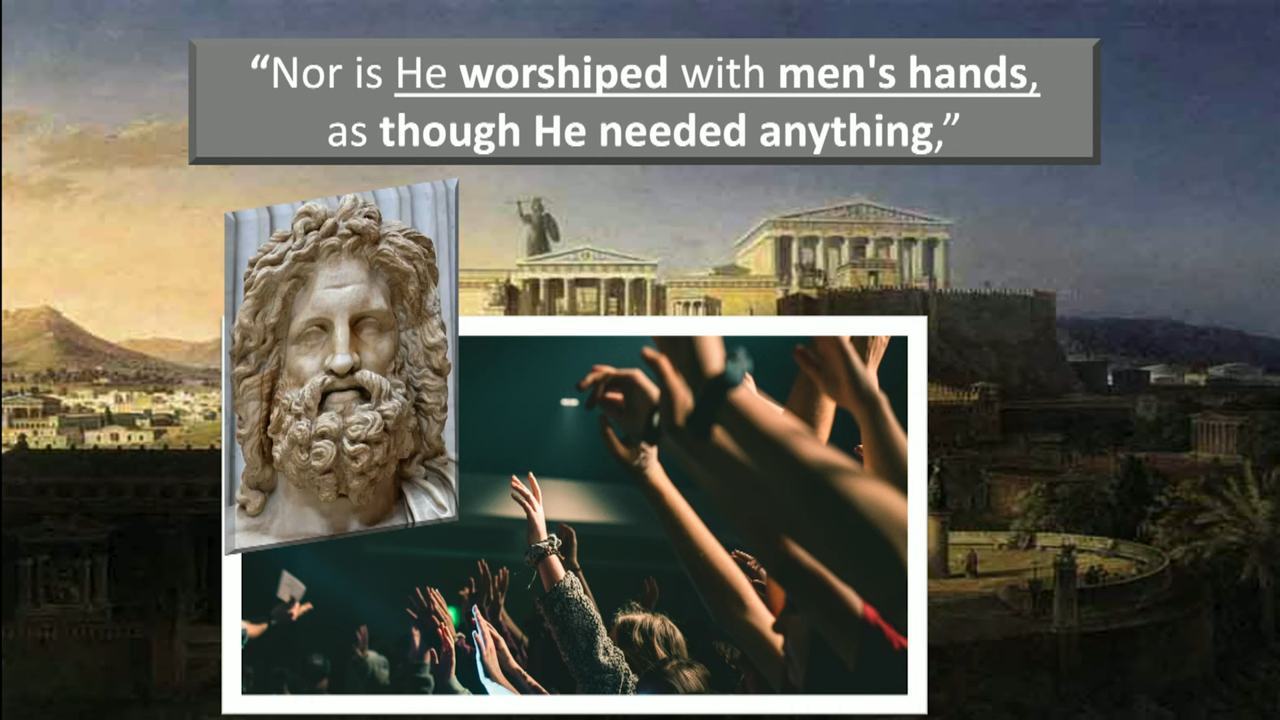 “Nor is He worshiped with men's hands,
as though He needed anything,”